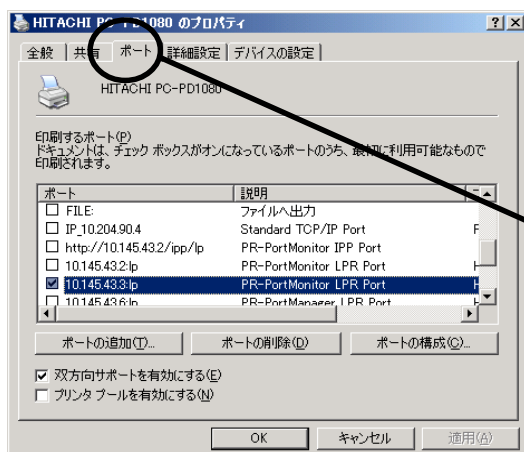 HITACHI PC-PD1080 のプロパティ
全般 共有 ポート 詳細設定 デバイスの設定
HITACHI PC-PD1080
印刷するポート(P)
ドキュメントは、チェック ボックスがオンになっているポートのうち、最初に利用可能なもので
印刷されます。
ポート 説明
FILE: ファイルへ出力
IP_10.204.90.4 Standard TCP/IP Port
http://10.145.43.2/ipp/lp PR-PortMonitor IPP Port
10.145.43.2:lp PR-PortMonitor LPR Port
10.145.43.3:lp PR-PortMonitor LPR Port
10.145.43.6:lp PR-PortManager LPR Port
ポートの追加(T)... ポートの削除(D) ポートの構成(C)...
双方向サポートを有効にする(E)
プリンタ プールを有効にする(N)
OK キャンセル 適用(A)